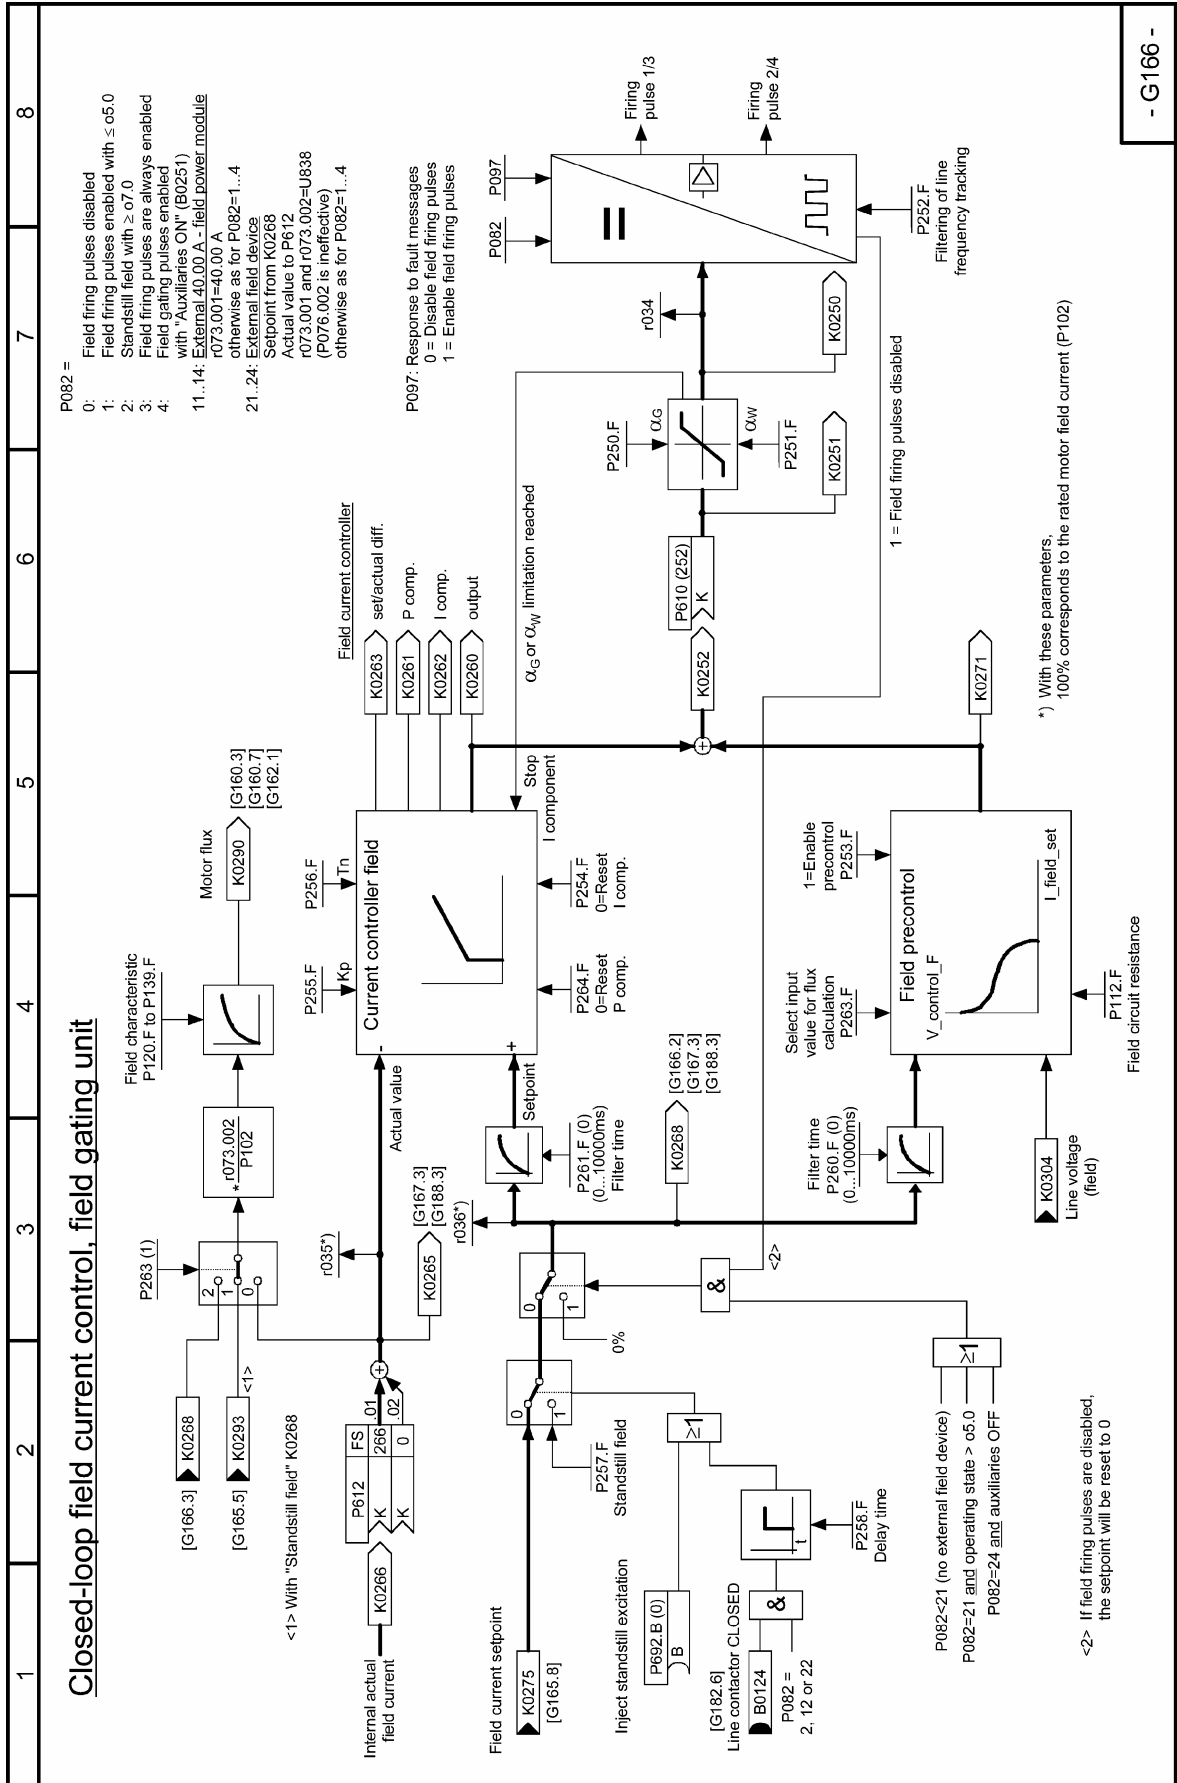 1 2 3 4 5 6 7 8
Closed-loop field current control, field gating unit
P082 =
0: Field firing pulses disabled
1: Field firing pulses enabled with ≤ o5.0
2: Standstill field with ≥ o7.0
3: Field firing pulses are always enabled
4: Field gating pulses enabled
with "Auxiliaries ON" (B0251)
11..14: External 40.00 A - field power module
r073.001=40.00 A
otherwise as for P082=1...4
21..24: External field device
Setpoint from K0268
Actual value to P612
r073.001 and r073.002=U838
(P076.002 is ineffective)
otherwise as for P082=1...4
P097: Response to fault messages
0 = Disable field firing pulses
1 = Enable field firing pulses
[G166.3]
K0268
[G165.5]
K0293
<1>
<1> With "Standstill field" K0268
P263 (1)
2
1
0
* r073.002
P102
Field characteristic
P120.F to P139.F
Motor flux
K0290
[G160.3]
[G160.7]
[G162.1]
Internal actual
field current
K0266
P612 FS
K 266
K 0
.01
.02
+
r035*)
K0265
[G167.3]
[G188.3]
Actual value
P255.F
Kp
P256.F
Tn
Current controller field
-
+
Setpoint
P264.F
0=Reset
P comp.
P254.F
0=Reset
I comp.
Stop
I component
Field current controller
K0263 set/actual diff.
K0261 P comp.
K0262 I comp.
K0260 output
αG or αW limitation reached
Field current setpoint
K0275
[G165.8]
0
1
P257.F
Standstill field
0
1
0%
r036*)
P261.F (0)
(0...10000ms)
Filter time
K0268
[G166.2]
[G167.3]
[G188.3]
Inject standstill excitation
P692.B (0)
B
≥1
[G182.6]
Line contactor CLOSED
B0124
P082 =
2, 12 or 22
&
t
P258.F
Delay time
&
<2>
≥1
P082<21 (no external field device)
P082=21 and operating state > o5.0
P082=24 and auxiliaries OFF
<2> If field firing pulses are disabled,
the setpoint will be reset to 0
Filter time
P260.F (0)
(0...10000ms)
K0304
Line voltage
(field)
Select input
value for flux
calculation
P263.F
1=Enable
precontrol
P253.F
Field precontrol
V_control_F
I_field_set
P112.F
Field circuit resistance
K0271
+
K0252
P610 (252)
K
K0251
P250.F
αG
αW
P251.F
K0250
r034
P082
P097
=
Firing
pulse 1/3
Firing
pulse 2/4
P252.F
Filtering of line
frequency tracking
1 = Field firing pulses disabled
*) With these parameters,
100% corresponds to the rated motor field current (P102)
- G166 -